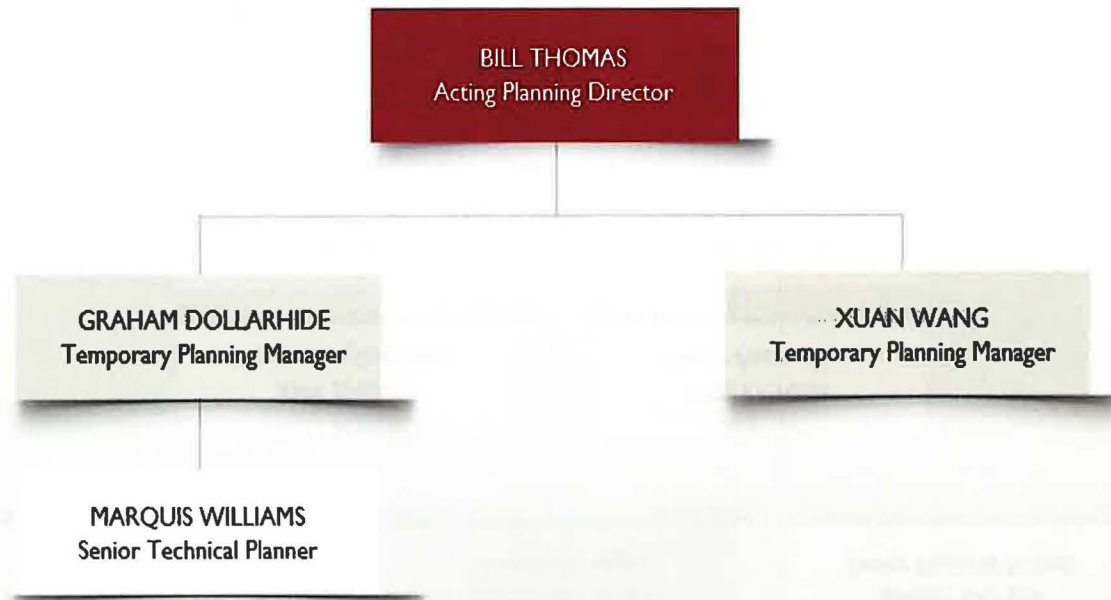 BILL THOMAS
Acting Planning Director
GRAHAM DOLLARHIDE
Temporary Planning Manager
XUAN WANG
Temporary Planning Manager
MARQUIS WILLIAMS
Senior Technical Planner